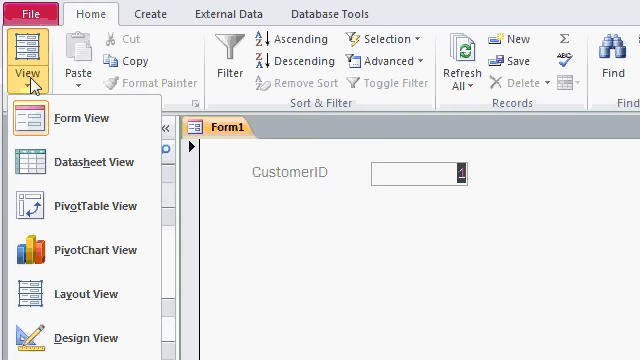 File Home Create External Data Database Tools
View
Paste
Cut
Copy
Format Painter
Filter
Ascending
Descending
Remove Sort
Selection
Advanced
Toggle Filter
Sort & Filter
Refresh
All
New
Save
Delete
Records
Find
Find
Form View
Datasheet View
PivotTable View
PivotChart View
Layout View
Design View
Form1
CustomerID 1